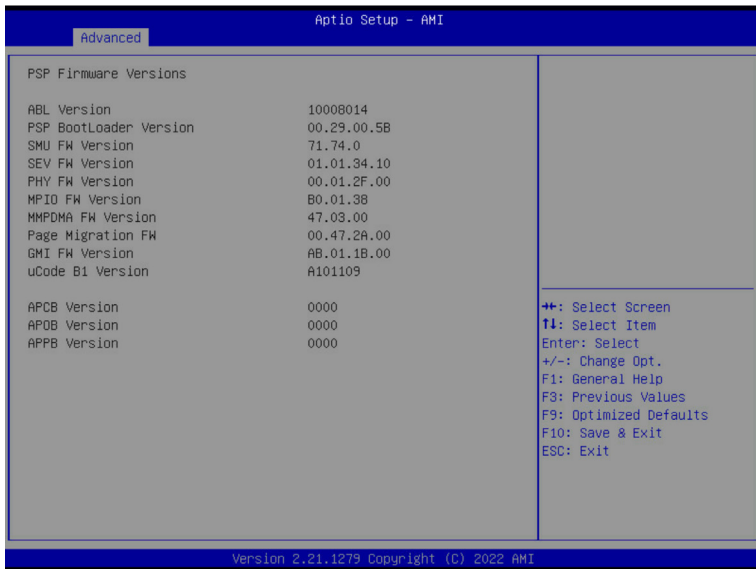 Aptio Setup – AMI
Advanced
PSP Firmware Versions
ABL Version 10008014
PSP BootLoader Version 00.29.00.5B
SMU FW Version 71.74.0
SEV FW Version 01.01.34.10
PHY FW Version 00.01.2F.00
MPIO FW Version B0.01.38
MMPDMA FW Version 47.03.00
Page Migration FW 00.47.2A.00
GMI FW Version AB.01.1B.00
uCode B1 Version A101109
APCB Version 0000
APOB Version 0000
APPB Version 0000
→←: Select Screen
↑↓: Select Item
Enter: Select
+/-: Change Opt.
F1: General Help
F3: Previous Values
F9: Optimized Defaults
F10: Save & Exit
ESC: Exit
Version 2.21.1279 Copyright (C) 2022 AMI